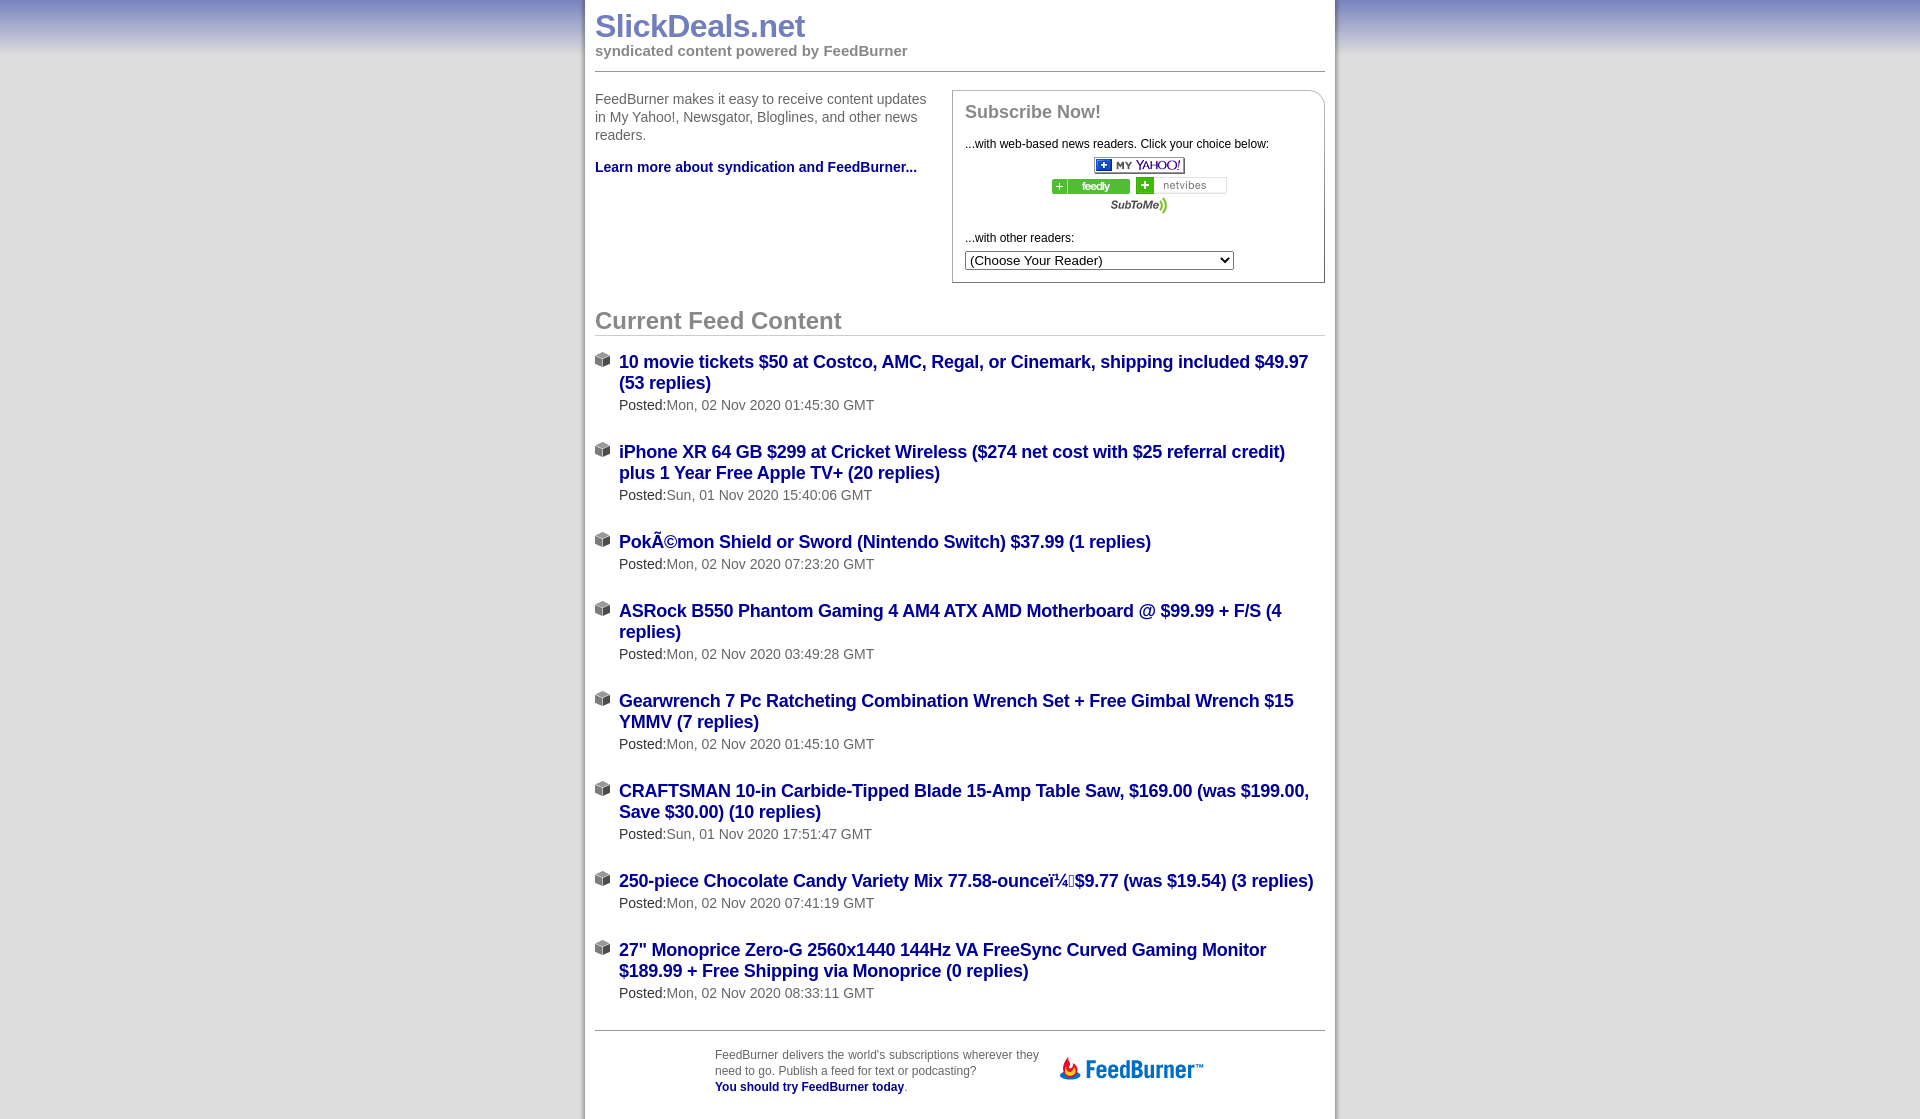 SlickDeals.net
syndicated content powered by FeedBurner
FeedBurner makes it easy to receive content updates
in My Yahoo!, Newsgator, Bloglines, and other news
readers.
Learn more about syndication and FeedBurner...
Subscribe Now!
...with web-based news readers. Click your choice below:
MY YAHOO!
feedly
netvibes
SubToMe
...with other readers:
(Choose Your Reader)
Current Feed Content
10 movie tickets $50 at Costco, AMC, Regal, or Cinemark, shipping included $49.97
(53 replies)
Posted:Mon, 02 Nov 2020 01:45:30 GMT
iPhone XR 64 GB $299 at Cricket Wireless ($274 net cost with $25 referral credit)
plus 1 Year Free Apple TV+ (20 replies)
Posted:Sun, 01 Nov 2020 15:40:06 GMT
PokÃ©mon Shield or Sword (Nintendo Switch) $37.99 (1 replies)
Posted:Mon, 02 Nov 2020 07:23:20 GMT
ASRock B550 Phantom Gaming 4 AM4 ATX AMD Motherboard @ $99.99 + F/S (4
replies)
Posted:Mon, 02 Nov 2020 03:49:28 GMT
Gearwrench 7 Pc Ratcheting Combination Wrench Set + Free Gimbal Wrench $15
YMMV (7 replies)
Posted:Mon, 02 Nov 2020 01:45:10 GMT
CRAFTSMAN 10-in Carbide-Tipped Blade 15-Amp Table Saw, $169.00 (was $199.00,
Save $30.00) (10 replies)
Posted:Sun, 01 Nov 2020 17:51:47 GMT
250-piece Chocolate Candy Variety Mix 77.58-ounceï¼$9.77 (was $19.54) (3 replies)
Posted:Mon, 02 Nov 2020 07:41:19 GMT
27" Monoprice Zero-G 2560x1440 144Hz VA FreeSync Curved Gaming Monitor
$189.99 + Free Shipping via Monoprice (0 replies)
Posted:Mon, 02 Nov 2020 08:33:11 GMT
FeedBurner delivers the world's subscriptions wherever they
need to go. Publish a feed for text or podcasting?
You should try FeedBurner today.
FeedBurner™